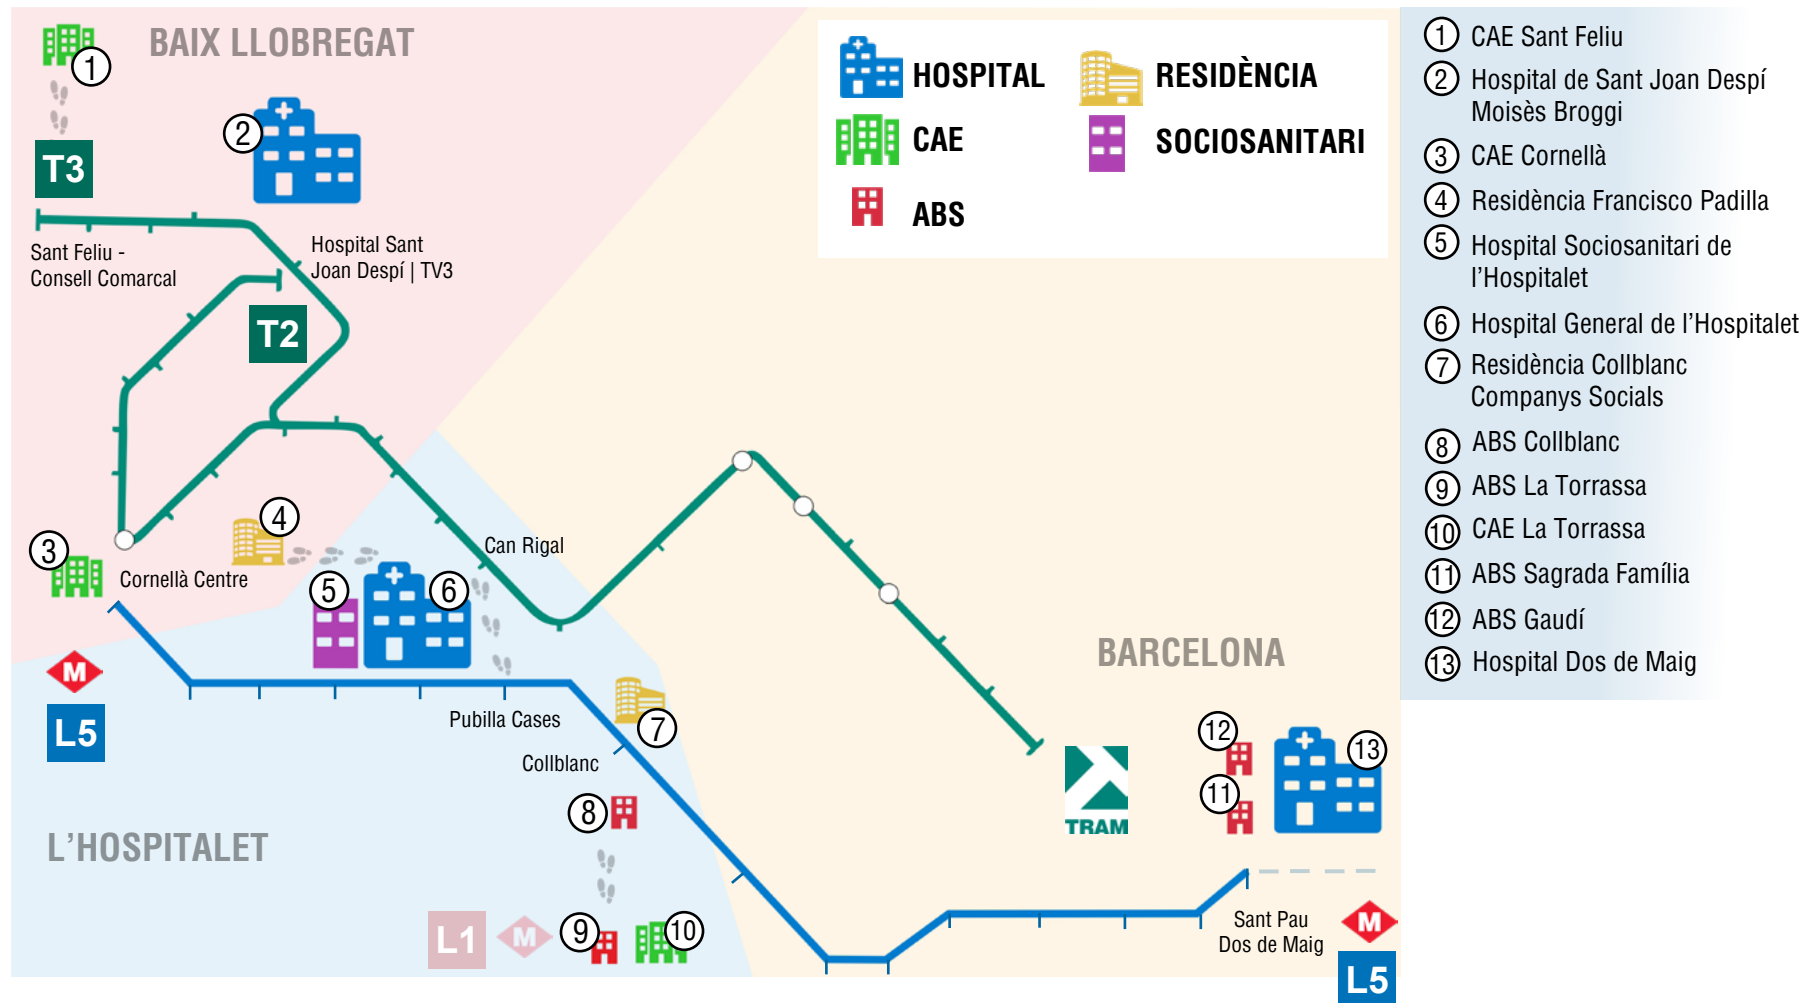 BAIX LLOBREGAT
1
2
T3
Sant Feliu -
Consell Comarcal
Hospital Sant
Joan Despí | TV3
T2
HOSPITAL
RESIDÈNCIA
CAE
SOCIOSANITARI
ABS
3
4
Cornellà Centre
5
6
Can Rigal
M
L5
Pubilla Cases
7
Collblanc
8
L'HOSPITALET
L1
M
9
10
BARCELONA
TRAM
12
13
11
Sant Pau
Dos de Maig
M
L5
1 CAE Sant Feliu
2 Hospital de Sant Joan Despí
Moisès Broggi
3 CAE Cornellà
4 Residència Francisco Padilla
5 Hospital Sociosanitari de
l'Hospitalet
6 Hospital General de l'Hospitalet
7 Residència Collblanc
Companys Socials
8 ABS Collblanc
9 ABS La Torrassa
10 CAE La Torrassa
11 ABS Sagrada Família
12 ABS Gaudí
13 Hospital Dos de Maig